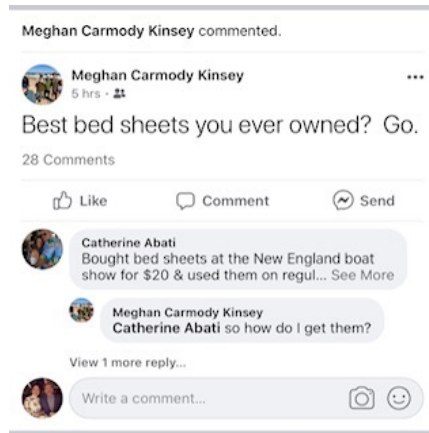 Meghan Carmody Kinsey commented.
Meghan Carmody Kinsey
5 hrs ·
Best bed sheets you ever owned? Go.
28 Comments
Like Comment Send
Catherine Abati
Bought bed sheets at the New England boat
show for $20 & used them on regul... See More
Meghan Carmody Kinsey
Catherine Abati so how do I get them?
View 1 more reply...
Write a comment...